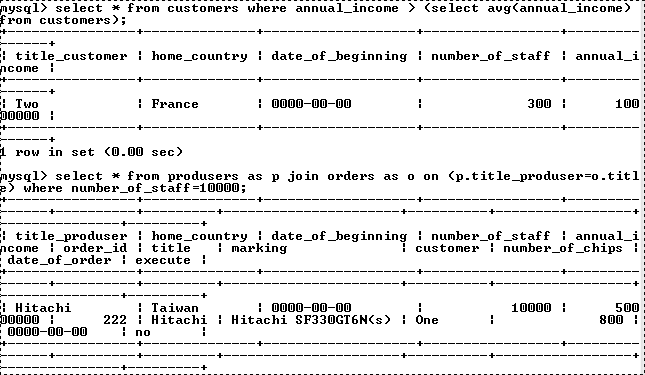 mysql> select * from customers where annual_income > (select avg(annual_income)
from customers);
+----------------+--------------+-------------------+-----------------+---------
------+
| title_customer | home_country | date_of_beginning | number_of_staff | annual_i
ncome |
+----------------+--------------+-------------------+-----------------+---------
------+
| Two            | France       | 0000-00-00        |             300 |      100
00000 |
+----------------+--------------+-------------------+-----------------+---------
------+
1 row in set (0.00 sec)
mysql> select * from produsers as p join orders as o on (p.title_produser=o.titl
e) where number_of_staff=10000;
+----------------+--------------+-------------------+-----------------+---------
------+----------+---------+----------------------+----------+-----------------+
---------------+---------+
| title_produser | home_country | date_of_beginning | number_of_staff | annual_i
ncome | order_id | title   | marking              | customer | number_of_chips |
 date_of_order | execute |
+----------------+--------------+-------------------+-----------------+---------
------+----------+---------+----------------------+----------+-----------------+
---------------+---------+
| Hitachi        | Taiwan       | 0000-00-00        |           10000 |      500
00000 |      222 | Hitachi | Hitachi SF330GT6N(s) | One      |             800 |
 0000-00-00    | no      |
+----------------+--------------+-------------------+-----------------+---------
------+----------+---------+----------------------+----------+-----------------+
---------------+---------+